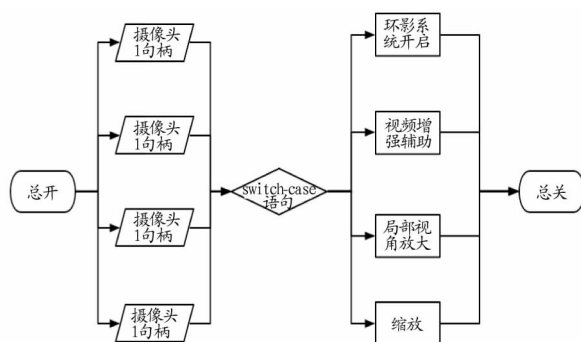 总开
摄像头
1句柄
摄像头
1句柄
摄像头
1句柄
摄像头
1句柄
switch-case
语句
环影系
统开启
视频增
强辅助
局部视
角放大
缩放
总关